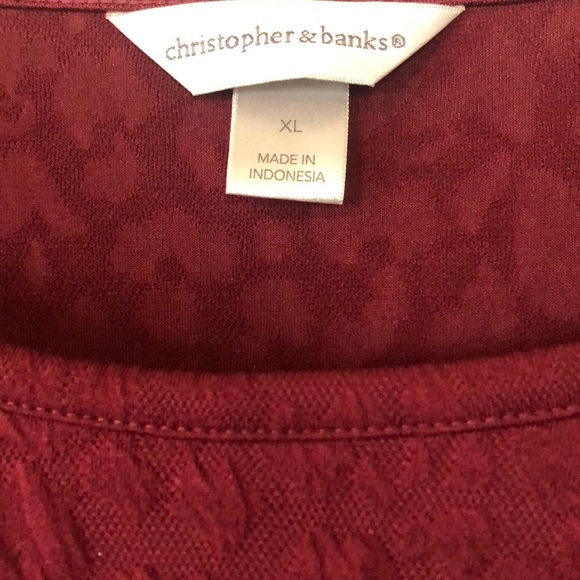 christopher & banks®
XL
MADE IN
INDONESIA